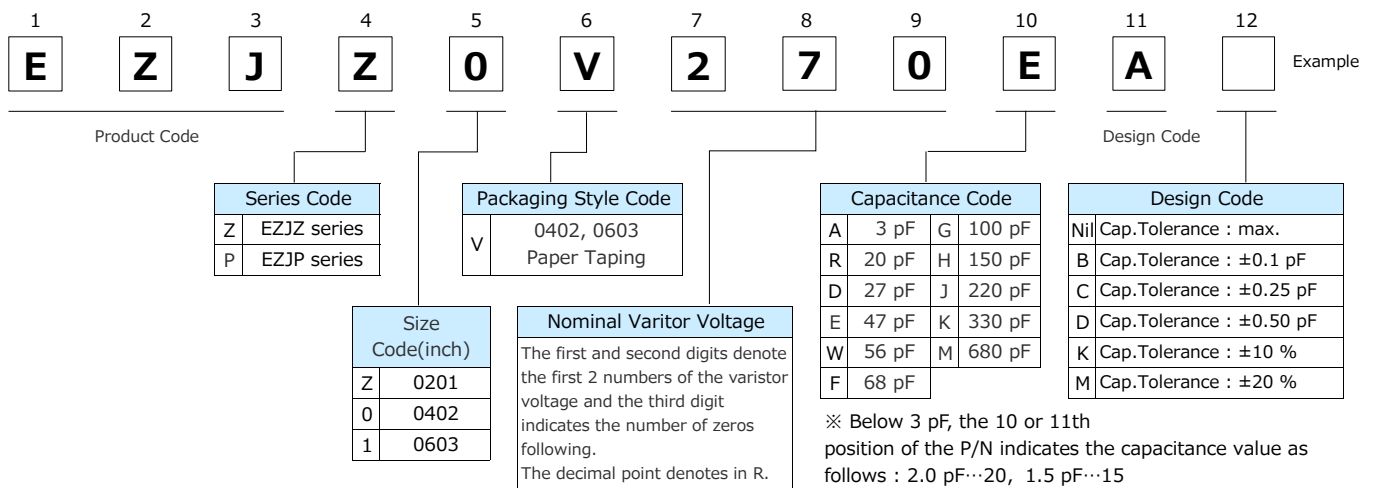 1 2 3 4 5 6 7 8 9 10 11 12
E Z J Z 0 V 2 7 0 E A Example
Product Code
Design Code
Series Code
Z EZJZ series
P EZJP series
Size
Code(inch)
Z 0201
0 0402
1 0603
Packaging Style Code
V 0402, 0603
Paper Taping
Nominal Varitor Voltage
The first and second digits denote
the first 2 numbers of the varistor
voltage and the third digit
indicates the number of zeros
following.
The decimal point denotes in R.
Capacitance Code
A 3 pF G 100 pF
R 20 pF H 150 pF
D 27 pF J 220 pF
E 47 pF K 330 pF
W 56 pF M 680 pF
F 68 pF
※ Below 3 pF, the 10 or 11th
position of the P/N indicates the capacitance value as
follows : 2.0 pF…20, 1.5 pF…15
Design Code
Nil Cap.Tolerance : max.
B Cap.Tolerance : ±0.1 pF
C Cap.Tolerance : ±0.25 pF
D Cap.Tolerance : ±0.50 pF
K Cap.Tolerance : ±10 %
M Cap.Tolerance : ±20 %